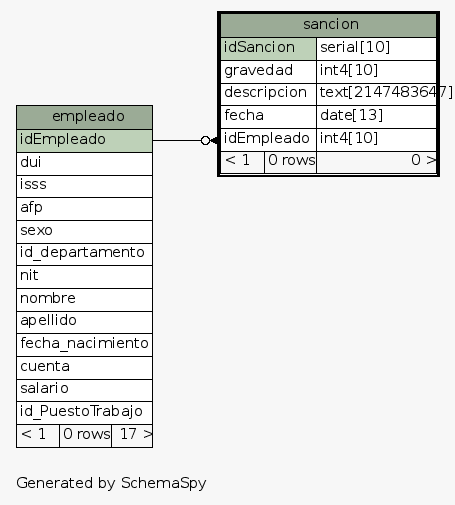 sancion
idSancion serial[10]
gravedad int4[10]
descripcion text[2147483647]
fecha date[13]
idEmpleado int4[10]
< 1 0 rows 0 >
empleado
idEmpleado
dui
isss
afp
sexo
id_departamento
nit
nombre
apellido
fecha_nacimiento
cuenta
salario
id_PuestoTrabajo
< 1 0 rows 17 >
Generated by SchemaSpy